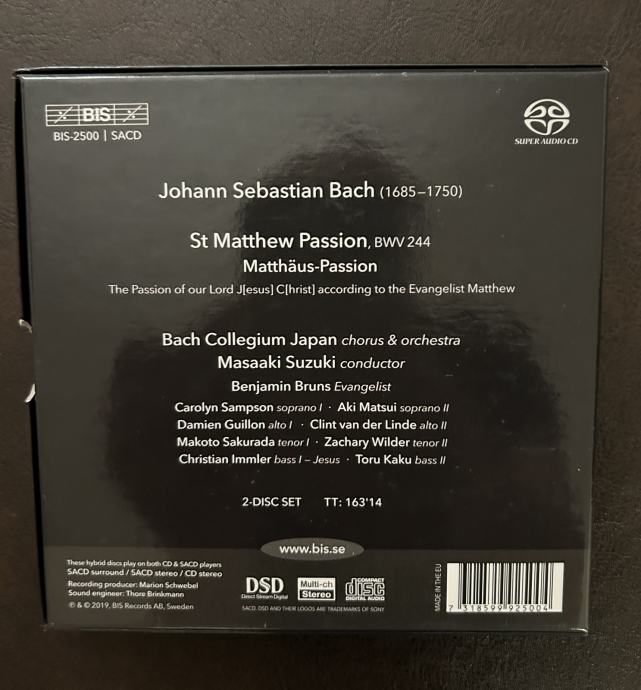 BIS
BIS-2500 | SACD
SUPER AUDIO CD
Johann Sebastian Bach (1685–1750)
St Matthew Passion, BWV 244
Matthäus-Passion
The Passion of our Lord J[esus] C[hrist] according to the Evangelist Matthew
Bach Collegium Japan chorus & orchestra
Masaaki Suzuki conductor
Benjamin Bruns Evangelist
Carolyn Sampson soprano I · Aki Matsui soprano II
Damien Guillon alto I · Clint van der Linde alto II
Makoto Sakurada tenor I · Zachary Wilder tenor II
Christian Immler bass I – Jesus · Toru Kaku bass II
2-DISC SET TT: 163'14
www.bis.se
These hybrid discs play on both CD & SACD players
SACD surround / SACD stereo / CD stereo
Recording producer: Marion Schwebel
Sound engineer: Thore Brinkmann
℗ & © 2019, BIS Records AB, Sweden
DSD
Direct Stream Digital
Multi-ch
Stereo
COMPACT
disc
DIGITAL AUDIO
SACD, DSD AND THEIR LOGOS ARE TRADEMARKS OF SONY
MADE IN THE EU
7 318599 925004